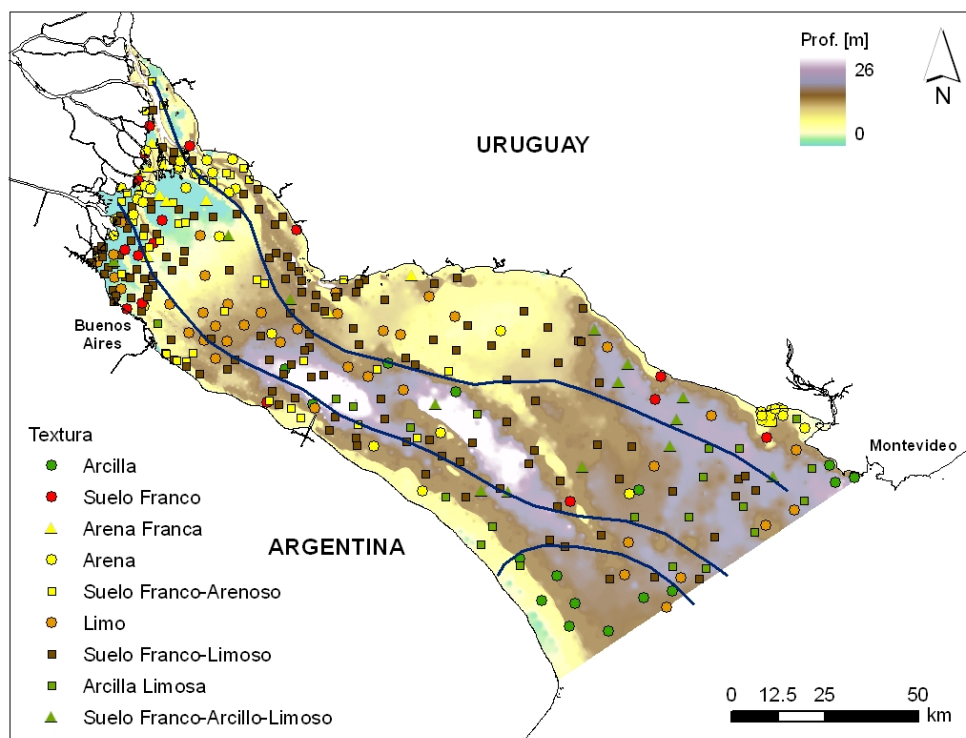 Prof. [m]
26
0
N
URUGUAY
Buenos
Aires
Montevideo
ARGENTINA
Textura
Arcilla
Suelo Franco
Arena Franca
Arena
Suelo Franco-Arenoso
Limo
Suelo Franco-Limoso
Arcilla Limosa
Suelo Franco-Arcillo-Limoso
0 12.5 25 50
km